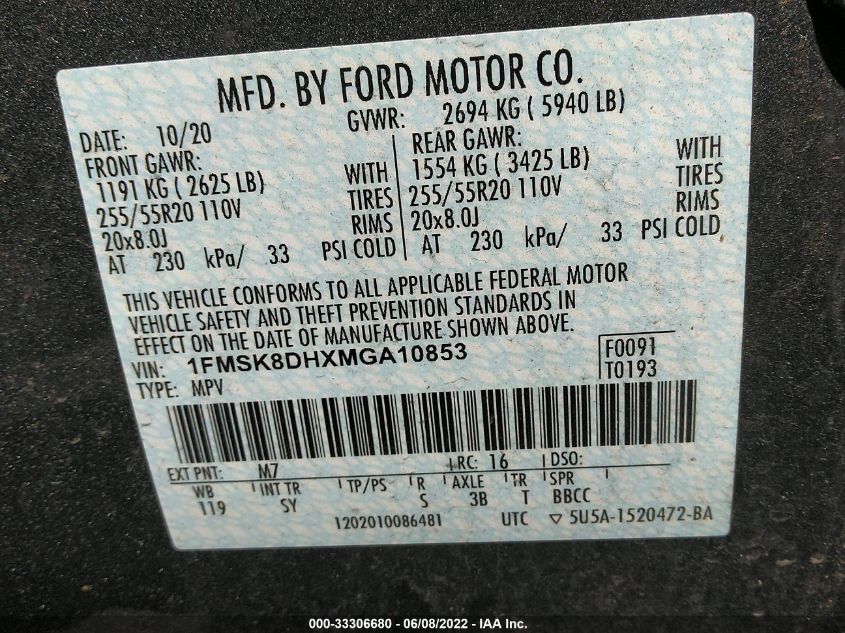 MFD. BY FORD MOTOR CO.
DATE: 10/20 GVWR: 2694 KG ( 5940 LB)
FRONT GAWR: REAR GAWR:
1191 KG ( 2625 LB) WITH 1554 KG ( 3425 LB) WITH
255/55R20 110V TIRES 255/55R20 110V TIRES
20x8.0J RIMS 20x8.0J RIMS
AT 230 kPa/ 33 PSI COLD AT 230 kPa/ 33 PSI COLD
THIS VEHICLE CONFORMS TO ALL APPLICABLE FEDERAL MOTOR
VEHICLE SAFETY AND THEFT PREVENTION STANDARDS IN
EFFECT ON THE DATE OF MANUFACTURE SHOWN ABOVE.
VIN: 1FMSK8DHXMGA10853 F0091
TYPE: MPV T0193
EXT PNT: M7 RC: 16 DSO:
WB INT TR TP/PS R AXLE TR SPR
119 SY S 3B T BBCC
1202010086481 UTC ▽ 5U5A-1520472-BA
000-33306680 - 06/08/2022 - IAA Inc.